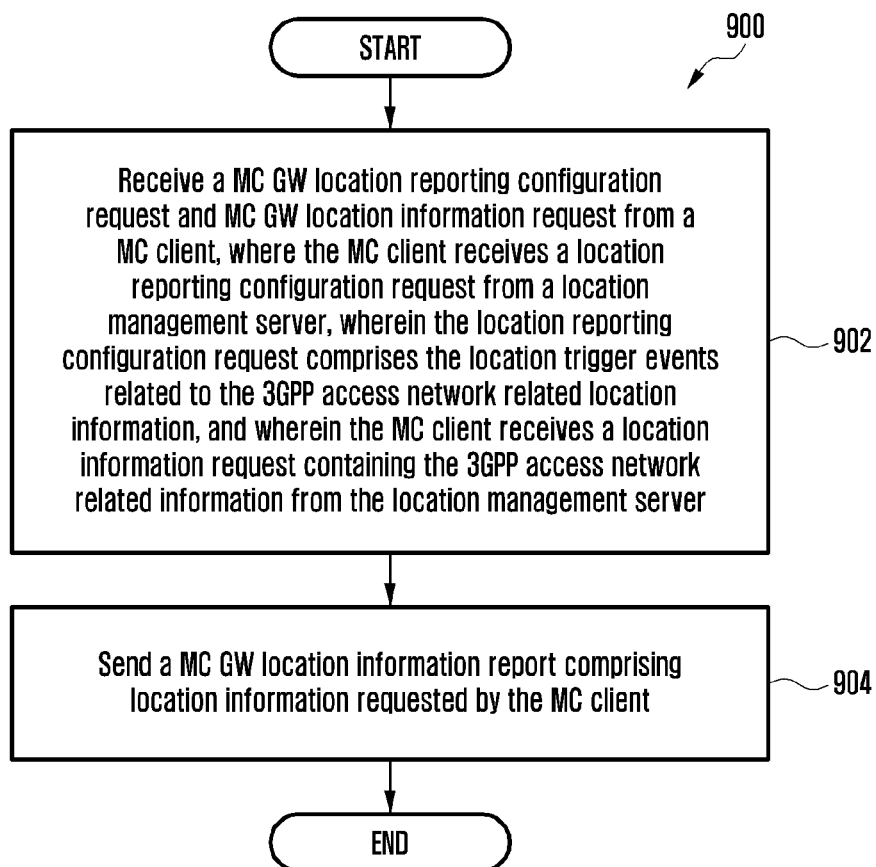 900
START
Receive a MC GW location reporting configuration
request and MC GW location information request from a
MC client, where the MC client receives a location
reporting configuration request from a location
management server, wherein the location reporting
configuration request comprises the location trigger events
related to the 3GPP access network related location
information, and wherein the MC client receives a location
information request containing the 3GPP access network
related information from the location management server
902
Send a MC GW location information report comprising
location information requested by the MC client
904
END